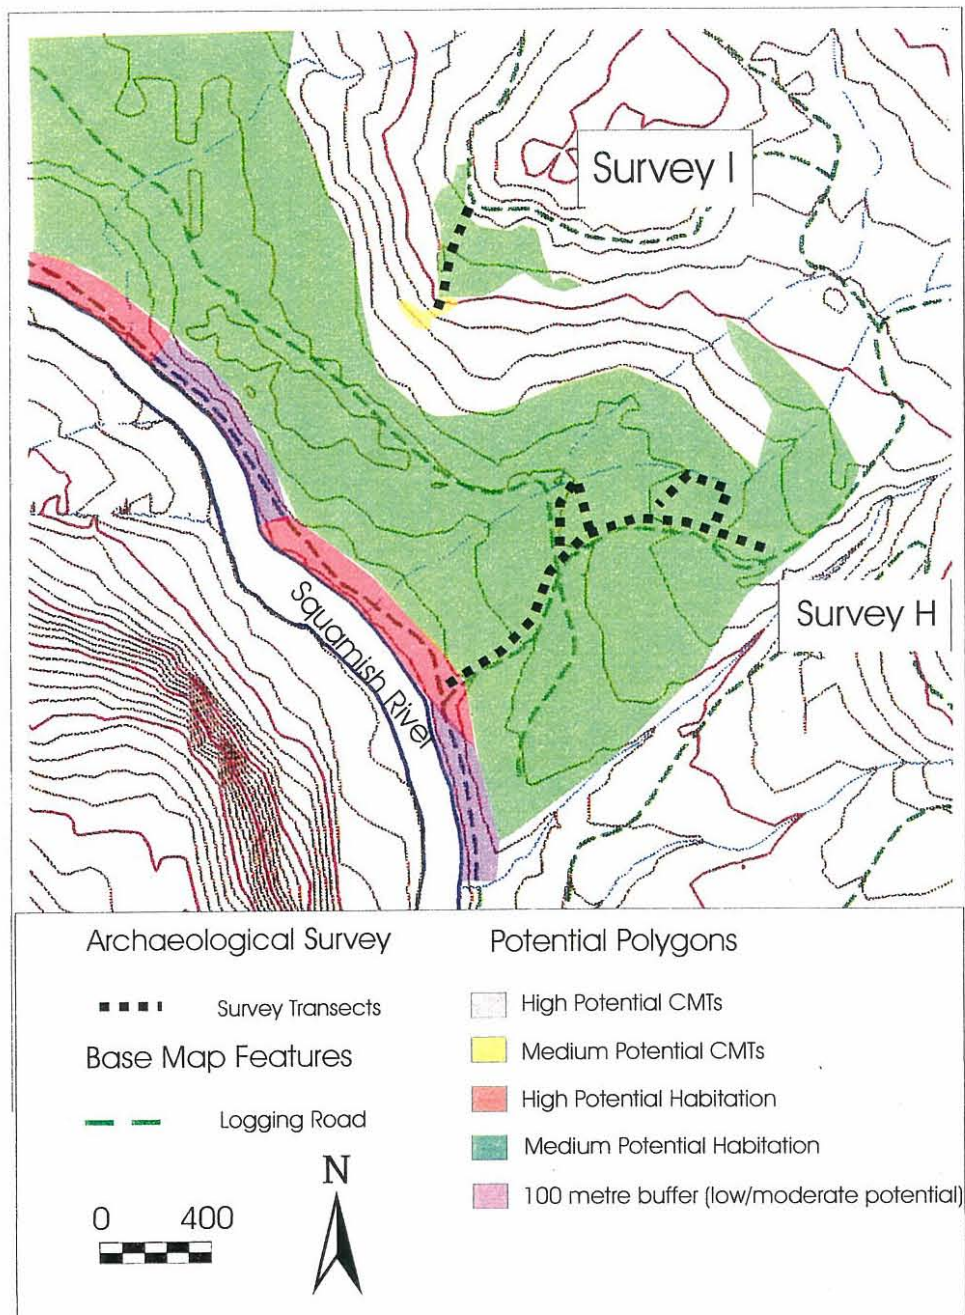 Survey I
Survey H
Squamish River
Archaeological Survey
Survey Transects
Base Map Features
Logging Road
0 400
N
Potential Polygons
High Potential CMTs
Medium Potential CMTs
High Potential Habitation
Medium Potential Habitation
100 metre buffer (low/moderate potential)